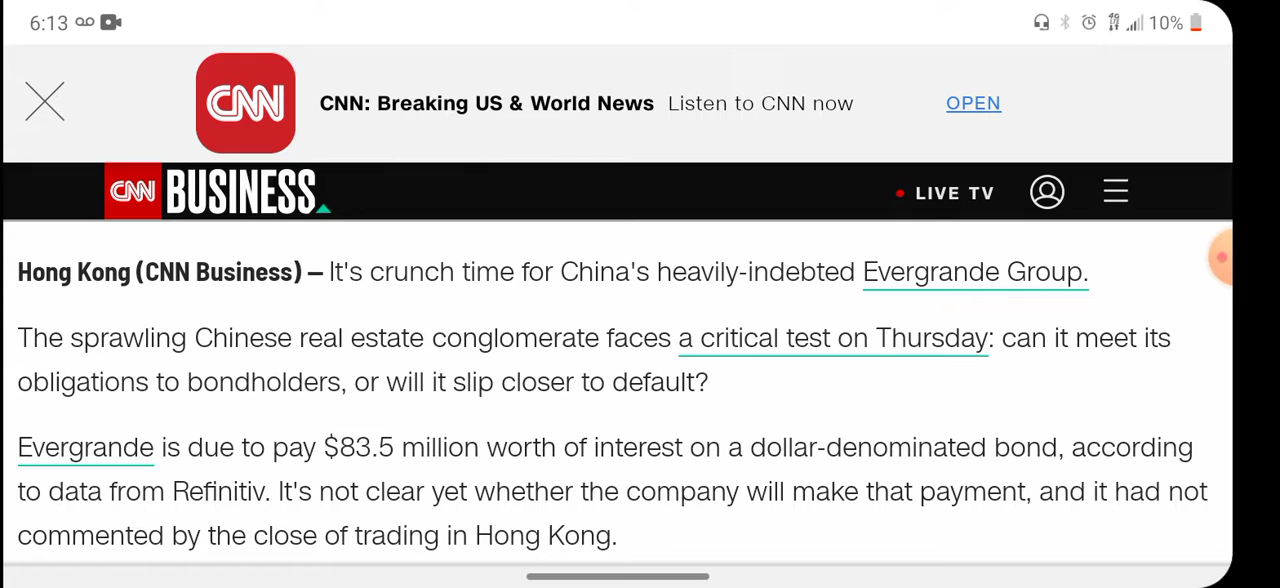 6:13 10%
CNN CNN: Breaking US & World News Listen to CNN now OPEN
CNN BUSINESS LIVE TV
Hong Kong (CNN Business) – It's crunch time for China's heavily-indebted Evergrande Group.
The sprawling Chinese real estate conglomerate faces a critical test on Thursday: can it meet its
obligations to bondholders, or will it slip closer to default?
Evergrande is due to pay $83.5 million worth of interest on a dollar-denominated bond, according
to data from Refinitiv. It's not clear yet whether the company will make that payment, and it had not
commented by the close of trading in Hong Kong.